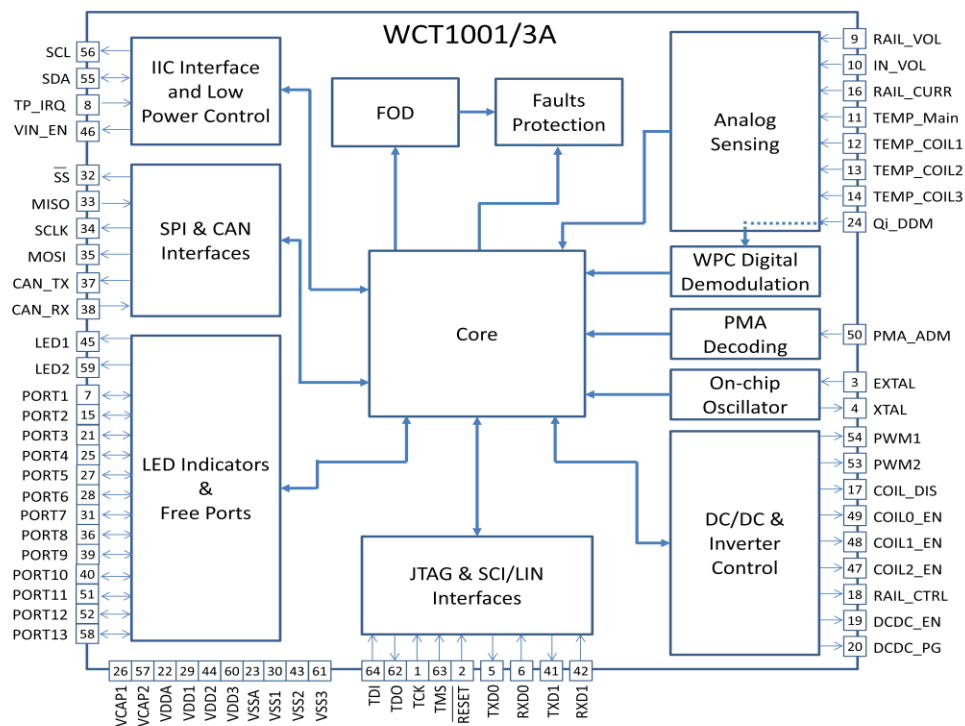 WCT1001/3A
SCL 56
SDA 55
TP_IRQ 8
VIN_EN 46
IIC Interface
and Low
Power Control
SS 32
MISO 33
SCLK 34
MOSI 35
CAN_TX 37
CAN_RX 38
SPI & CAN
Interfaces
LED1 45
LED2 59
PORT1 7
PORT2 15
PORT3 21
PORT4 25
PORT5 27
PORT6 28
PORT7 31
PORT8 36
PORT9 39
PORT10 40
PORT11 51
PORT12 52
PORT13 58
LED Indicators
&
Free Ports
FOD
Faults
Protection
Core
JTAG & SCI/LIN
Interfaces
Analog
Sensing
WPC Digital
Demodulation
PMA
Decoding
On-chip
Oscillator
DC/DC &
Inverter
Control
9 RAIL_VOL
10 IN_VOL
16 RAIL_CURR
11 TEMP_Main
12 TEMP_COIL1
13 TEMP_COIL2
14 TEMP_COIL3
24 Qi_DDM
50 PMA_ADM
3 EXTAL
4 XTAL
54 PWM1
53 PWM2
17 COIL_DIS
49 COIL0_EN
48 COIL1_EN
47 COIL2_EN
18 RAIL_CTRL
19 DCDC_EN
20 DCDC_PG
26 VCAP1
57 VCAP2
22 VDDA
29 VDD1
44 VDD2
60 VDD3
23 VSSA
30 VSS1
43 VSS2
61 VSS3
64 TDI
62 TDO
1 TCK
63 TMS
2 RESET
5 TXD0
6 RXD0
41 TXD1
42 RXD1